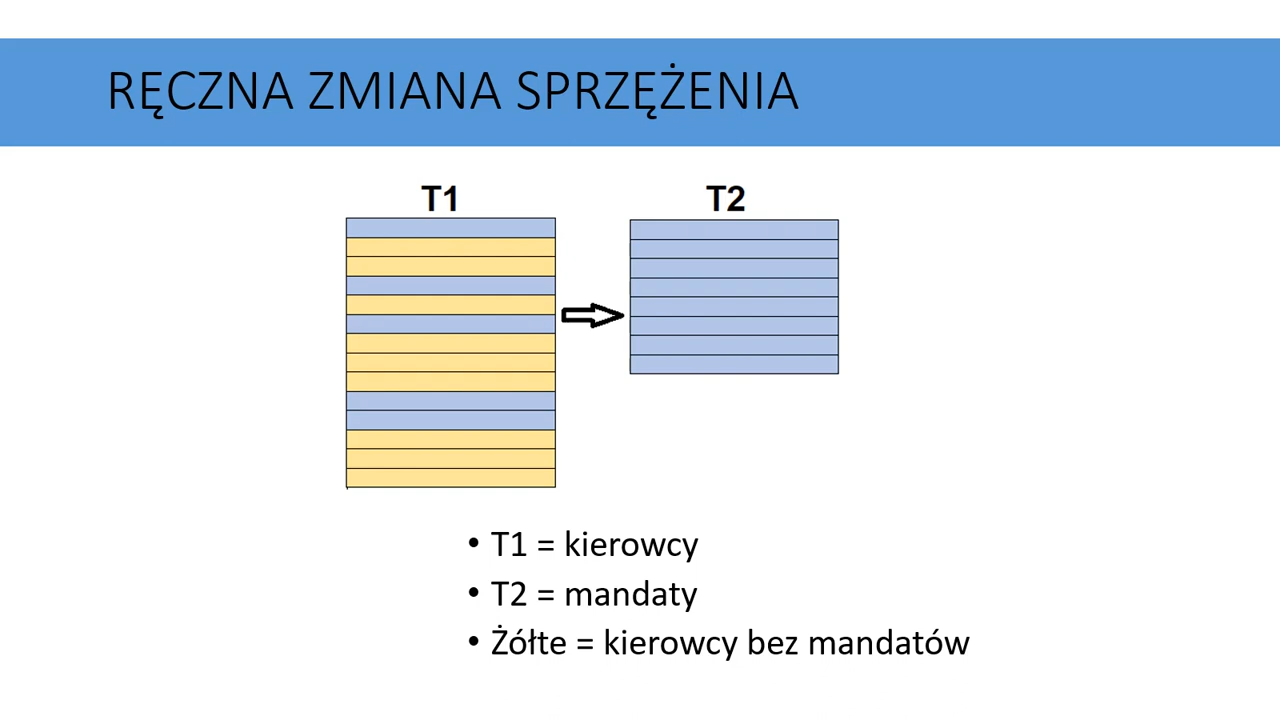 RĘCZNA ZMIANA SPRZĘŻENIA
T1 T2
• T1 = kierowcy
• T2 = mandaty
• Żółte = kierowcy bez mandatów